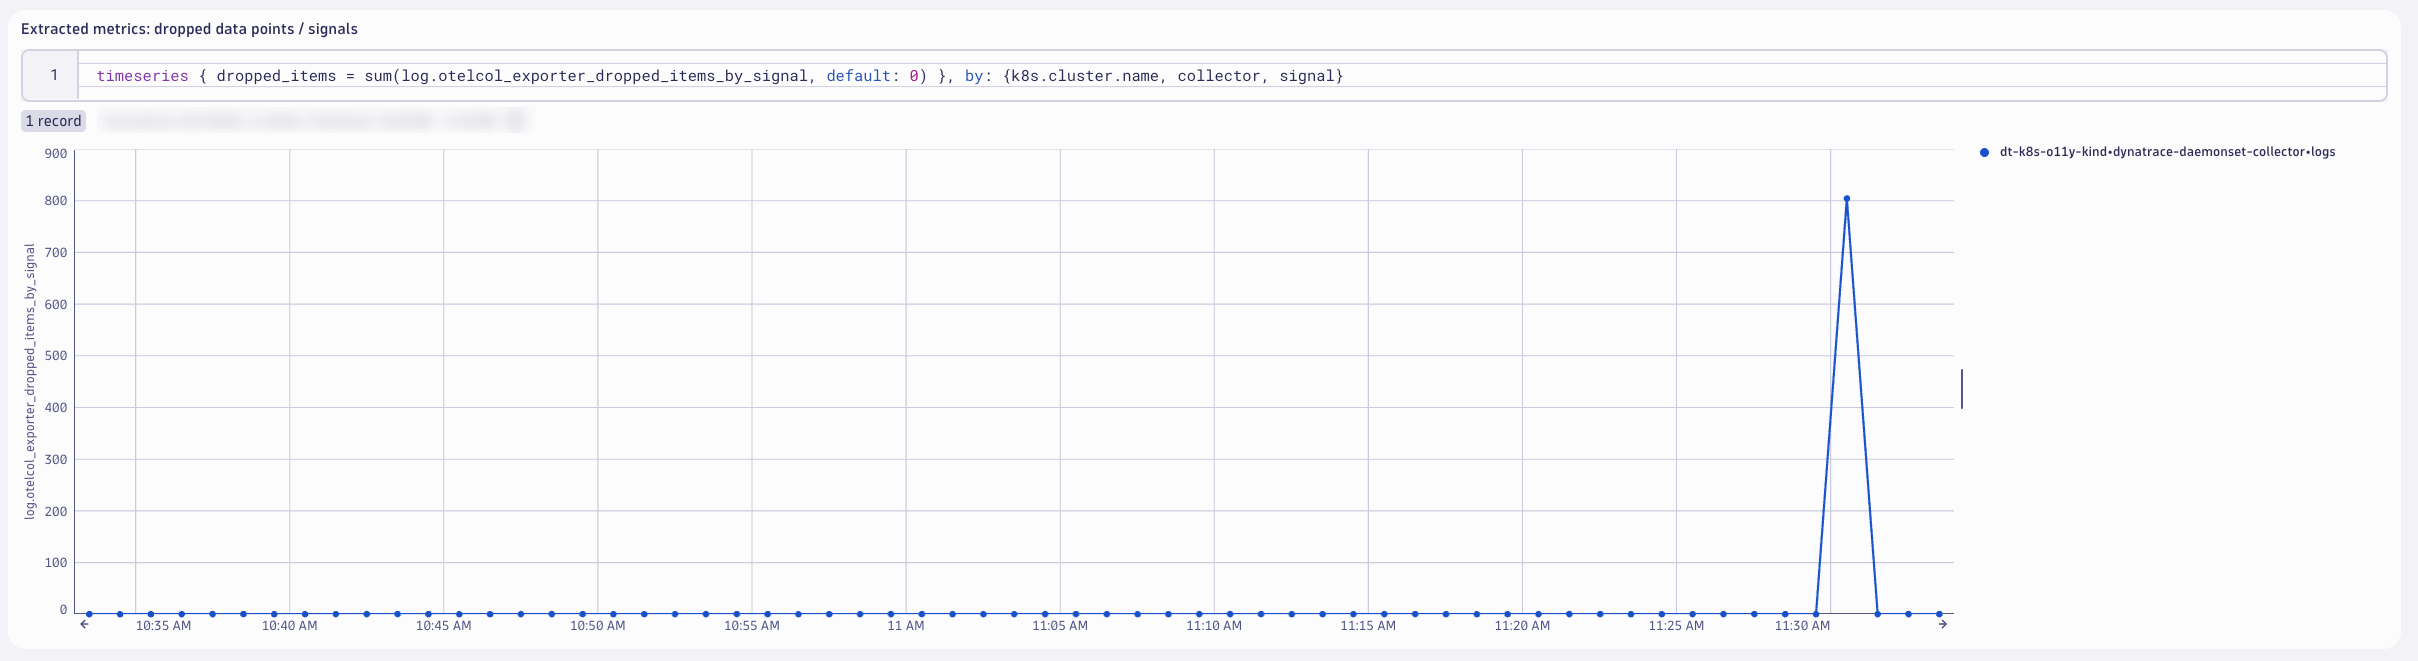 Extracted metrics: dropped data points / signals
1 timeseries { dropped_items = sum(log.otelcol_exporter_dropped_items_by_signal, default: 0) }, by: {k8s.cluster.name, collector, signal}
1 record
900
800
700
600
500
400
300
200
100
0
log.otelcol_exporter_dropped_items_by_signal
10:35 AM 10:40 AM 10:45 AM 10:50 AM 10:55 AM 11 AM 11:05 AM 11:10 AM 11:15 AM 11:20 AM 11:25 AM 11:30 AM
dt-k8s-o11y-kind•dynatrace-daemonset-collector•logs